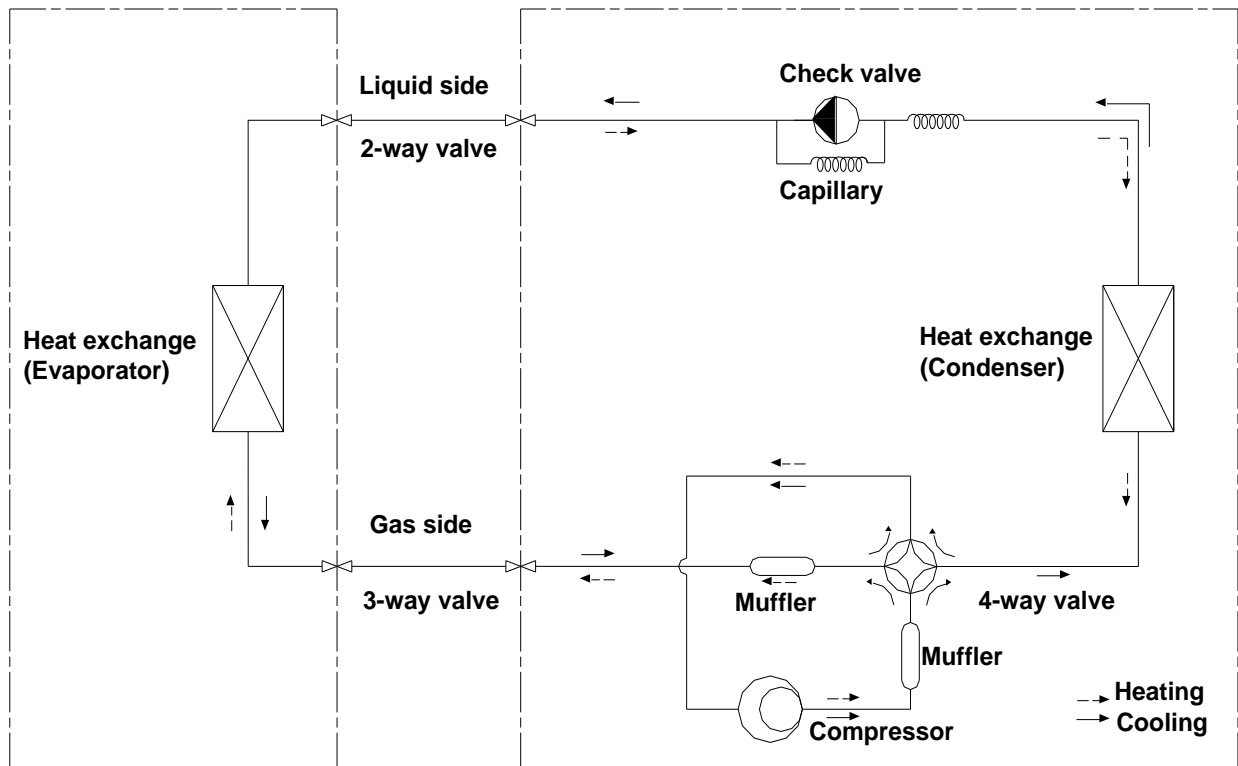 Check valve
Liquid side
2-way valve
Capillary
Heat exchange
(Evaporator)
Heat exchange
(Condenser)
Gas side
3-way valve
Muffler
4-way valve
Muffler
Compressor
Heating
Cooling